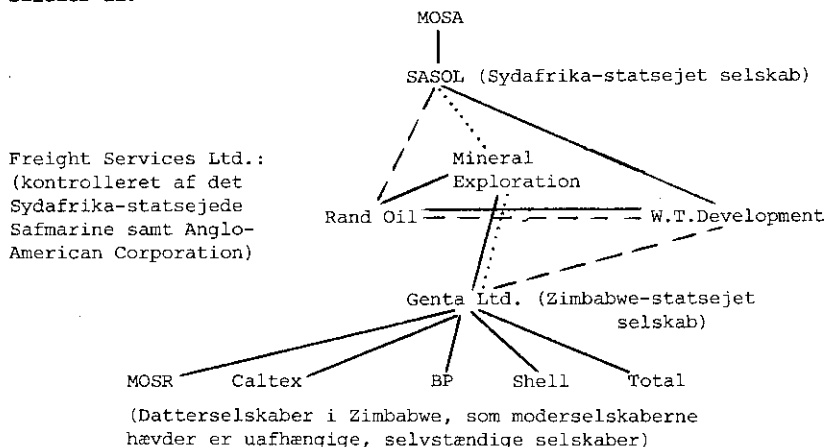 MOSA
SASOL (Sydafrika-statsejet selskab)
Freight Services Ltd.:
(kontrolleret af det
Sydafrika-statsejede
Safmarine samt Anglo-
American Corporation)
Mineral
Exploration
Rand Oil
W.T.Development
Genta Ltd. (Zimbabwe-statsejet
selskab)
MOSR Caltex BP Shell Total
(Datterselskaber i Zimbabwe, som moderselskaberne
hævder er uafhængige, selvstændige selskaber)